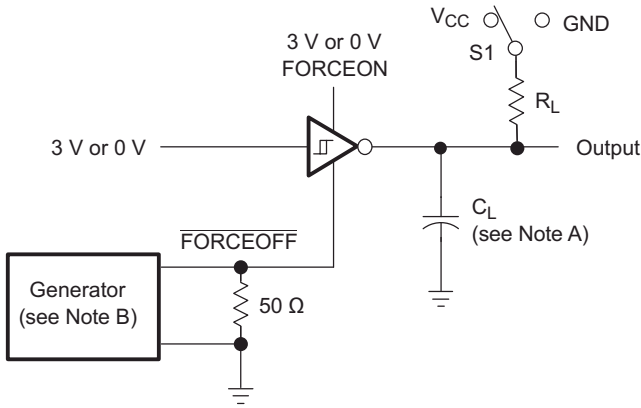 VCC
GND
S1
3 V or 0 V
FORCEON
RL
3 V or 0 V
Output
CL
(see Note A)
FORCEOFF
Generator
(see Note B)
50 Ω